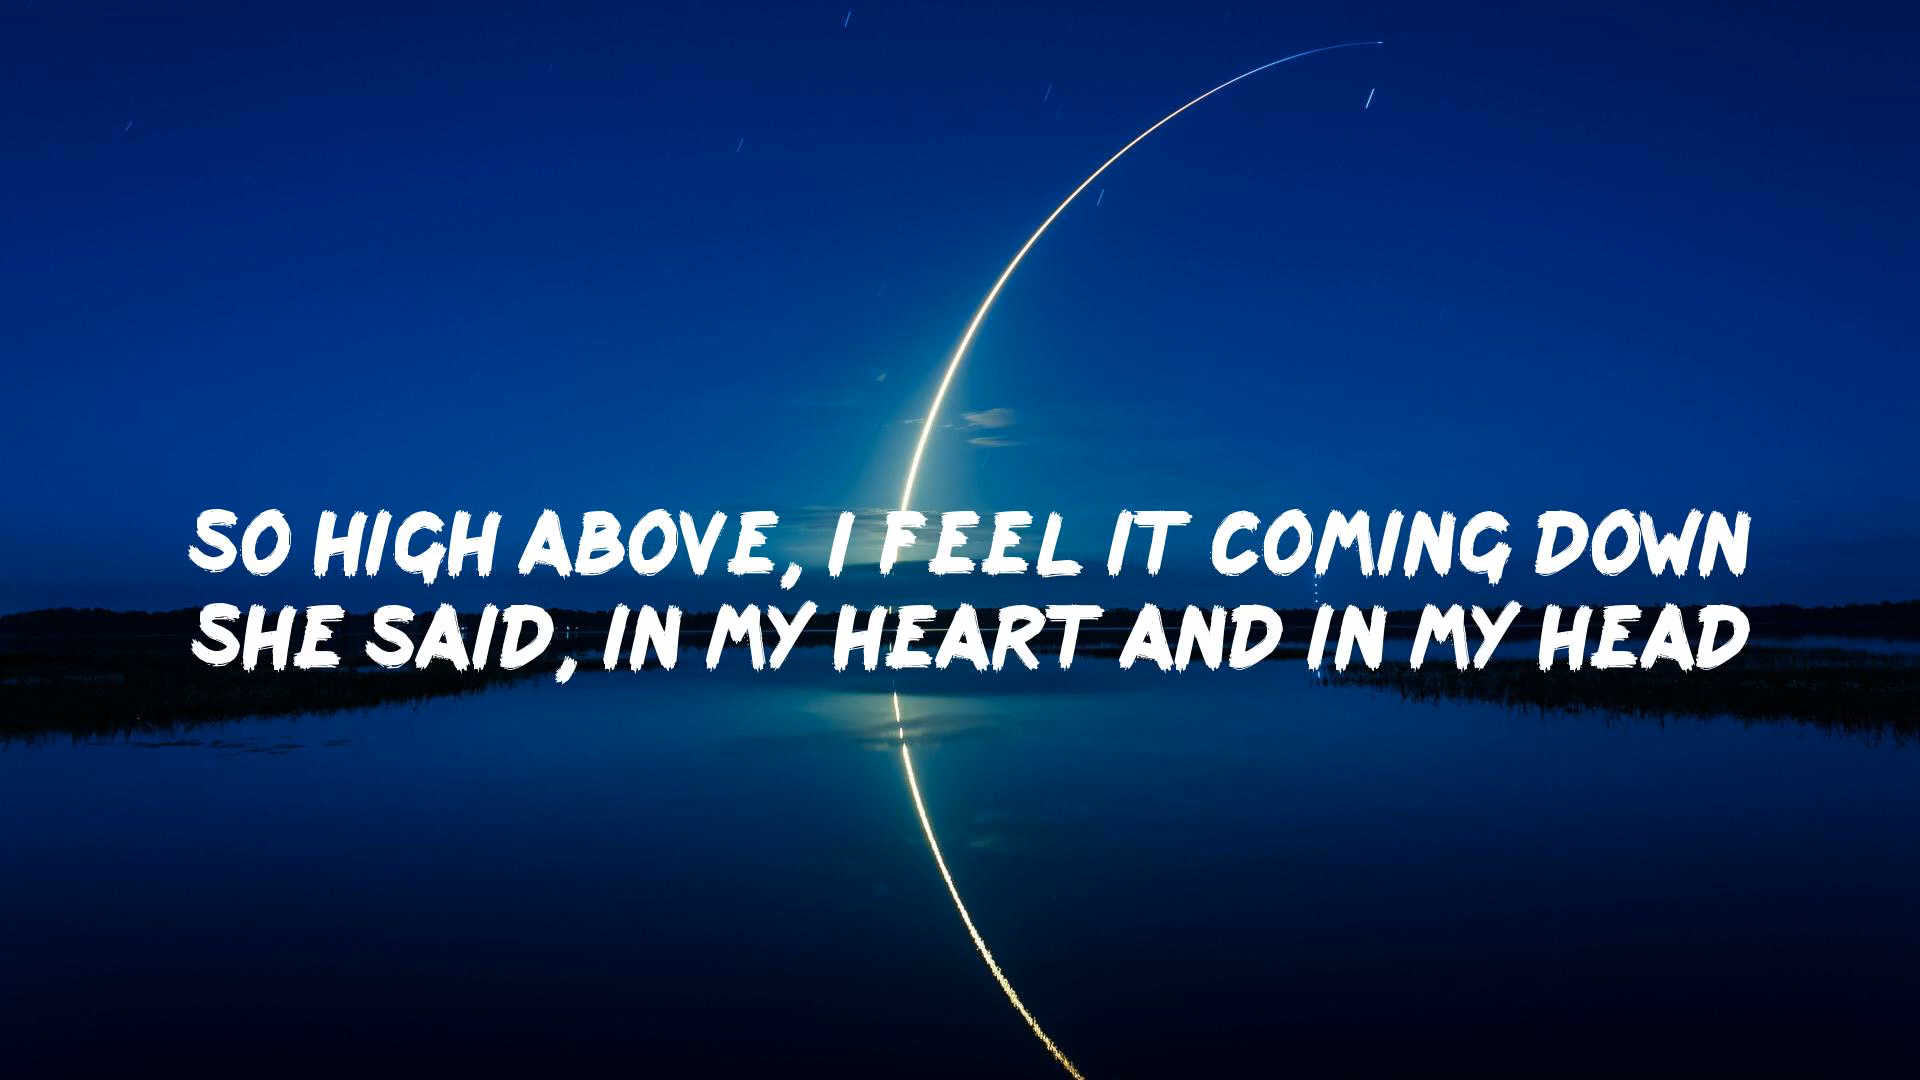 SO HIGH ABOVE, I FEEL IT COMING DOWN
SHE SAID, IN MY HEART AND IN MY HEAD